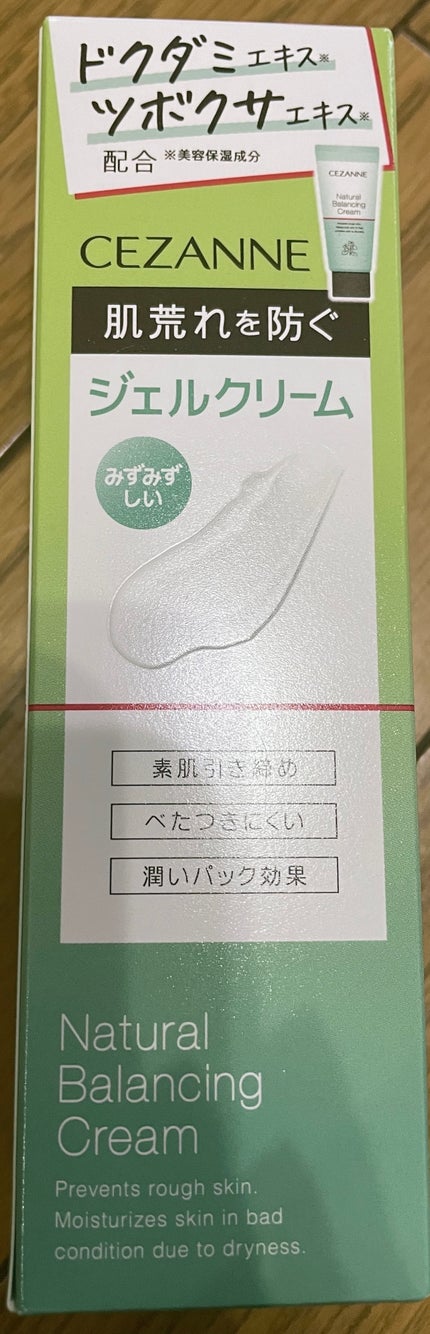 ドクダミエキス※
ツボクサエキス※
配合 ※美容保湿成分
CEZANNE
Natural
Balancing
Cream
CEZANNE
肌荒れを防ぐ
ジェルクリーム
みずみず
しい
素肌引き締め
べたつきにくい
潤いパック効果
Natural
Balancing
Cream
Prevents rough skin.
Moisturizes skin in bad
condition due to dryness.